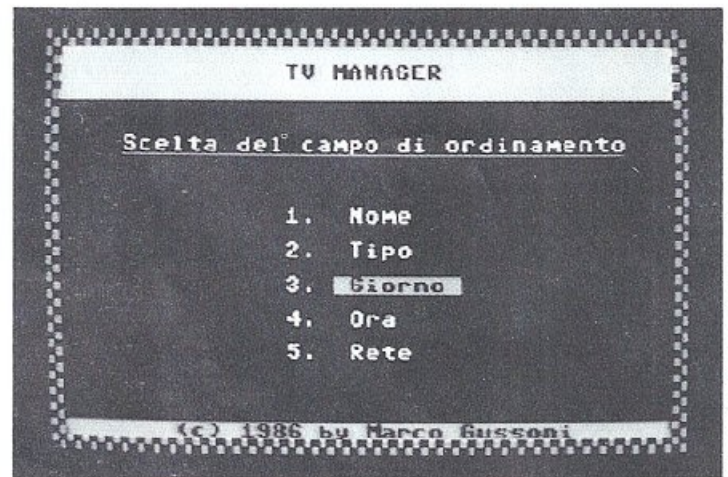 TV MANAGER
Scelta del campo di ordinamento
1. Nome
2. Tipo
3. Giorno
4. Ora
5. Rete
(c) 1986 by Marco Gussoni